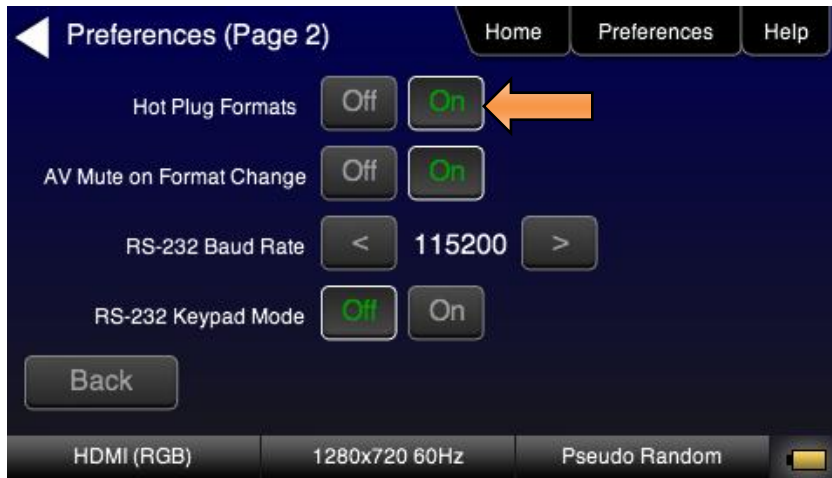 Preferences (Page 2) Home Preferences Help
Hot Plug Formats Off On
AV Mute on Format Change Off On
RS-232 Baud Rate < 115200 >
RS-232 Keypad Mode Off On
Back
HDMI (RGB) 1280x720 60Hz Pseudo Random